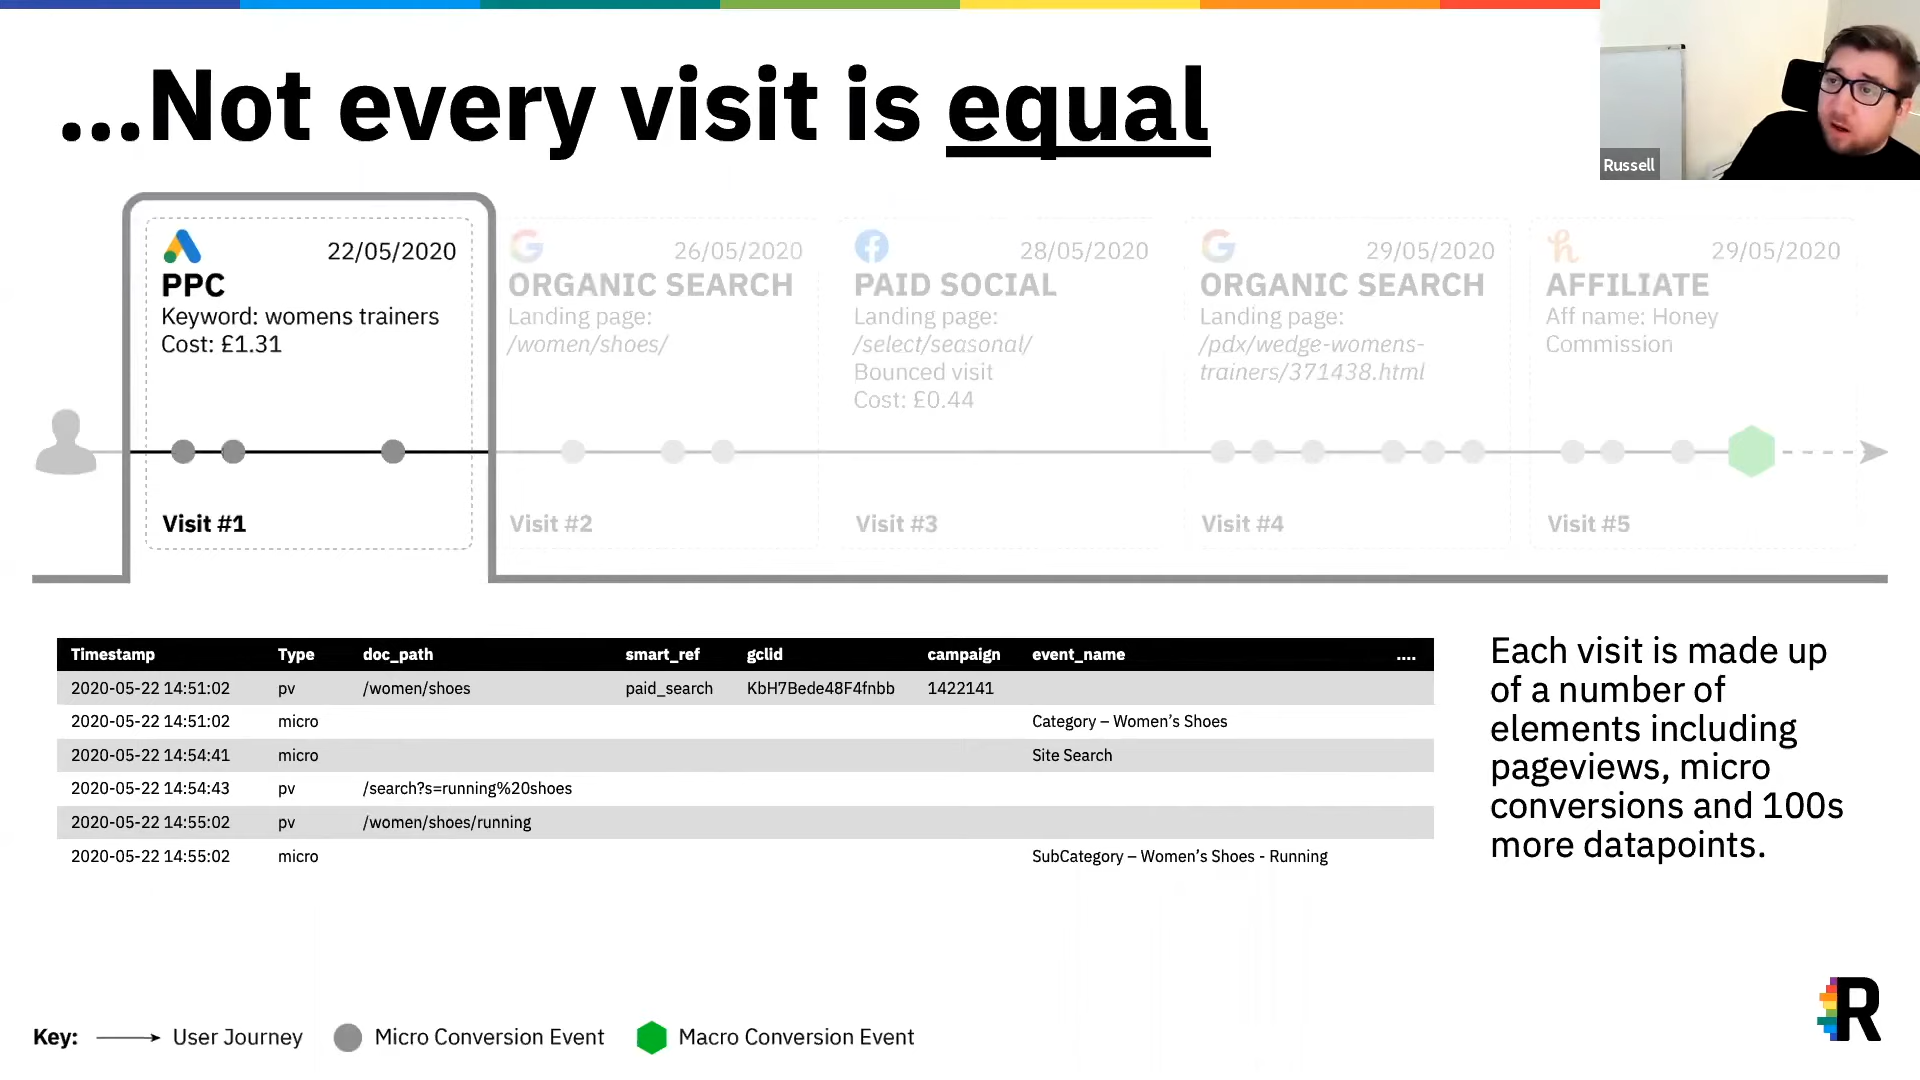 ...Not every visit is equal
Russell
22/05/2020
PPC
Keyword: womens trainers
Cost: £1.31
Visit #1
26/05/2020
ORGANIC SEARCH
Landing page:
/women/shoes/
Visit #2
28/05/2020
PAID SOCIAL
Landing page:
/select/seasonal/
Bounced visit
Cost: £0.44
Visit #3
29/05/2020
ORGANIC SEARCH
Landing page:
/pdx/wedge-womens-
trainers/371438.html
Visit #4
29/05/2020
AFFILIATE
Aff name: Honey
Commission
Visit #5
Timestamp Type doc_path smart_ref gclid campaign event_name ....
2020-05-22 14:51:02 pv /women/shoes paid_search KbH7Bede48F4fnbb 1422141
2020-05-22 14:51:02 micro Category – Women’s Shoes
2020-05-22 14:54:41 micro Site Search
2020-05-22 14:54:43 pv /search?s=running%20shoes
2020-05-22 14:55:02 pv /women/shoes/running
2020-05-22 14:55:02 micro SubCategory – Women’s Shoes - Running
Each visit is made up
of a number of
elements including
pageviews, micro
conversions and 100s
more datapoints.
Key: User Journey Micro Conversion Event Macro Conversion Event
R